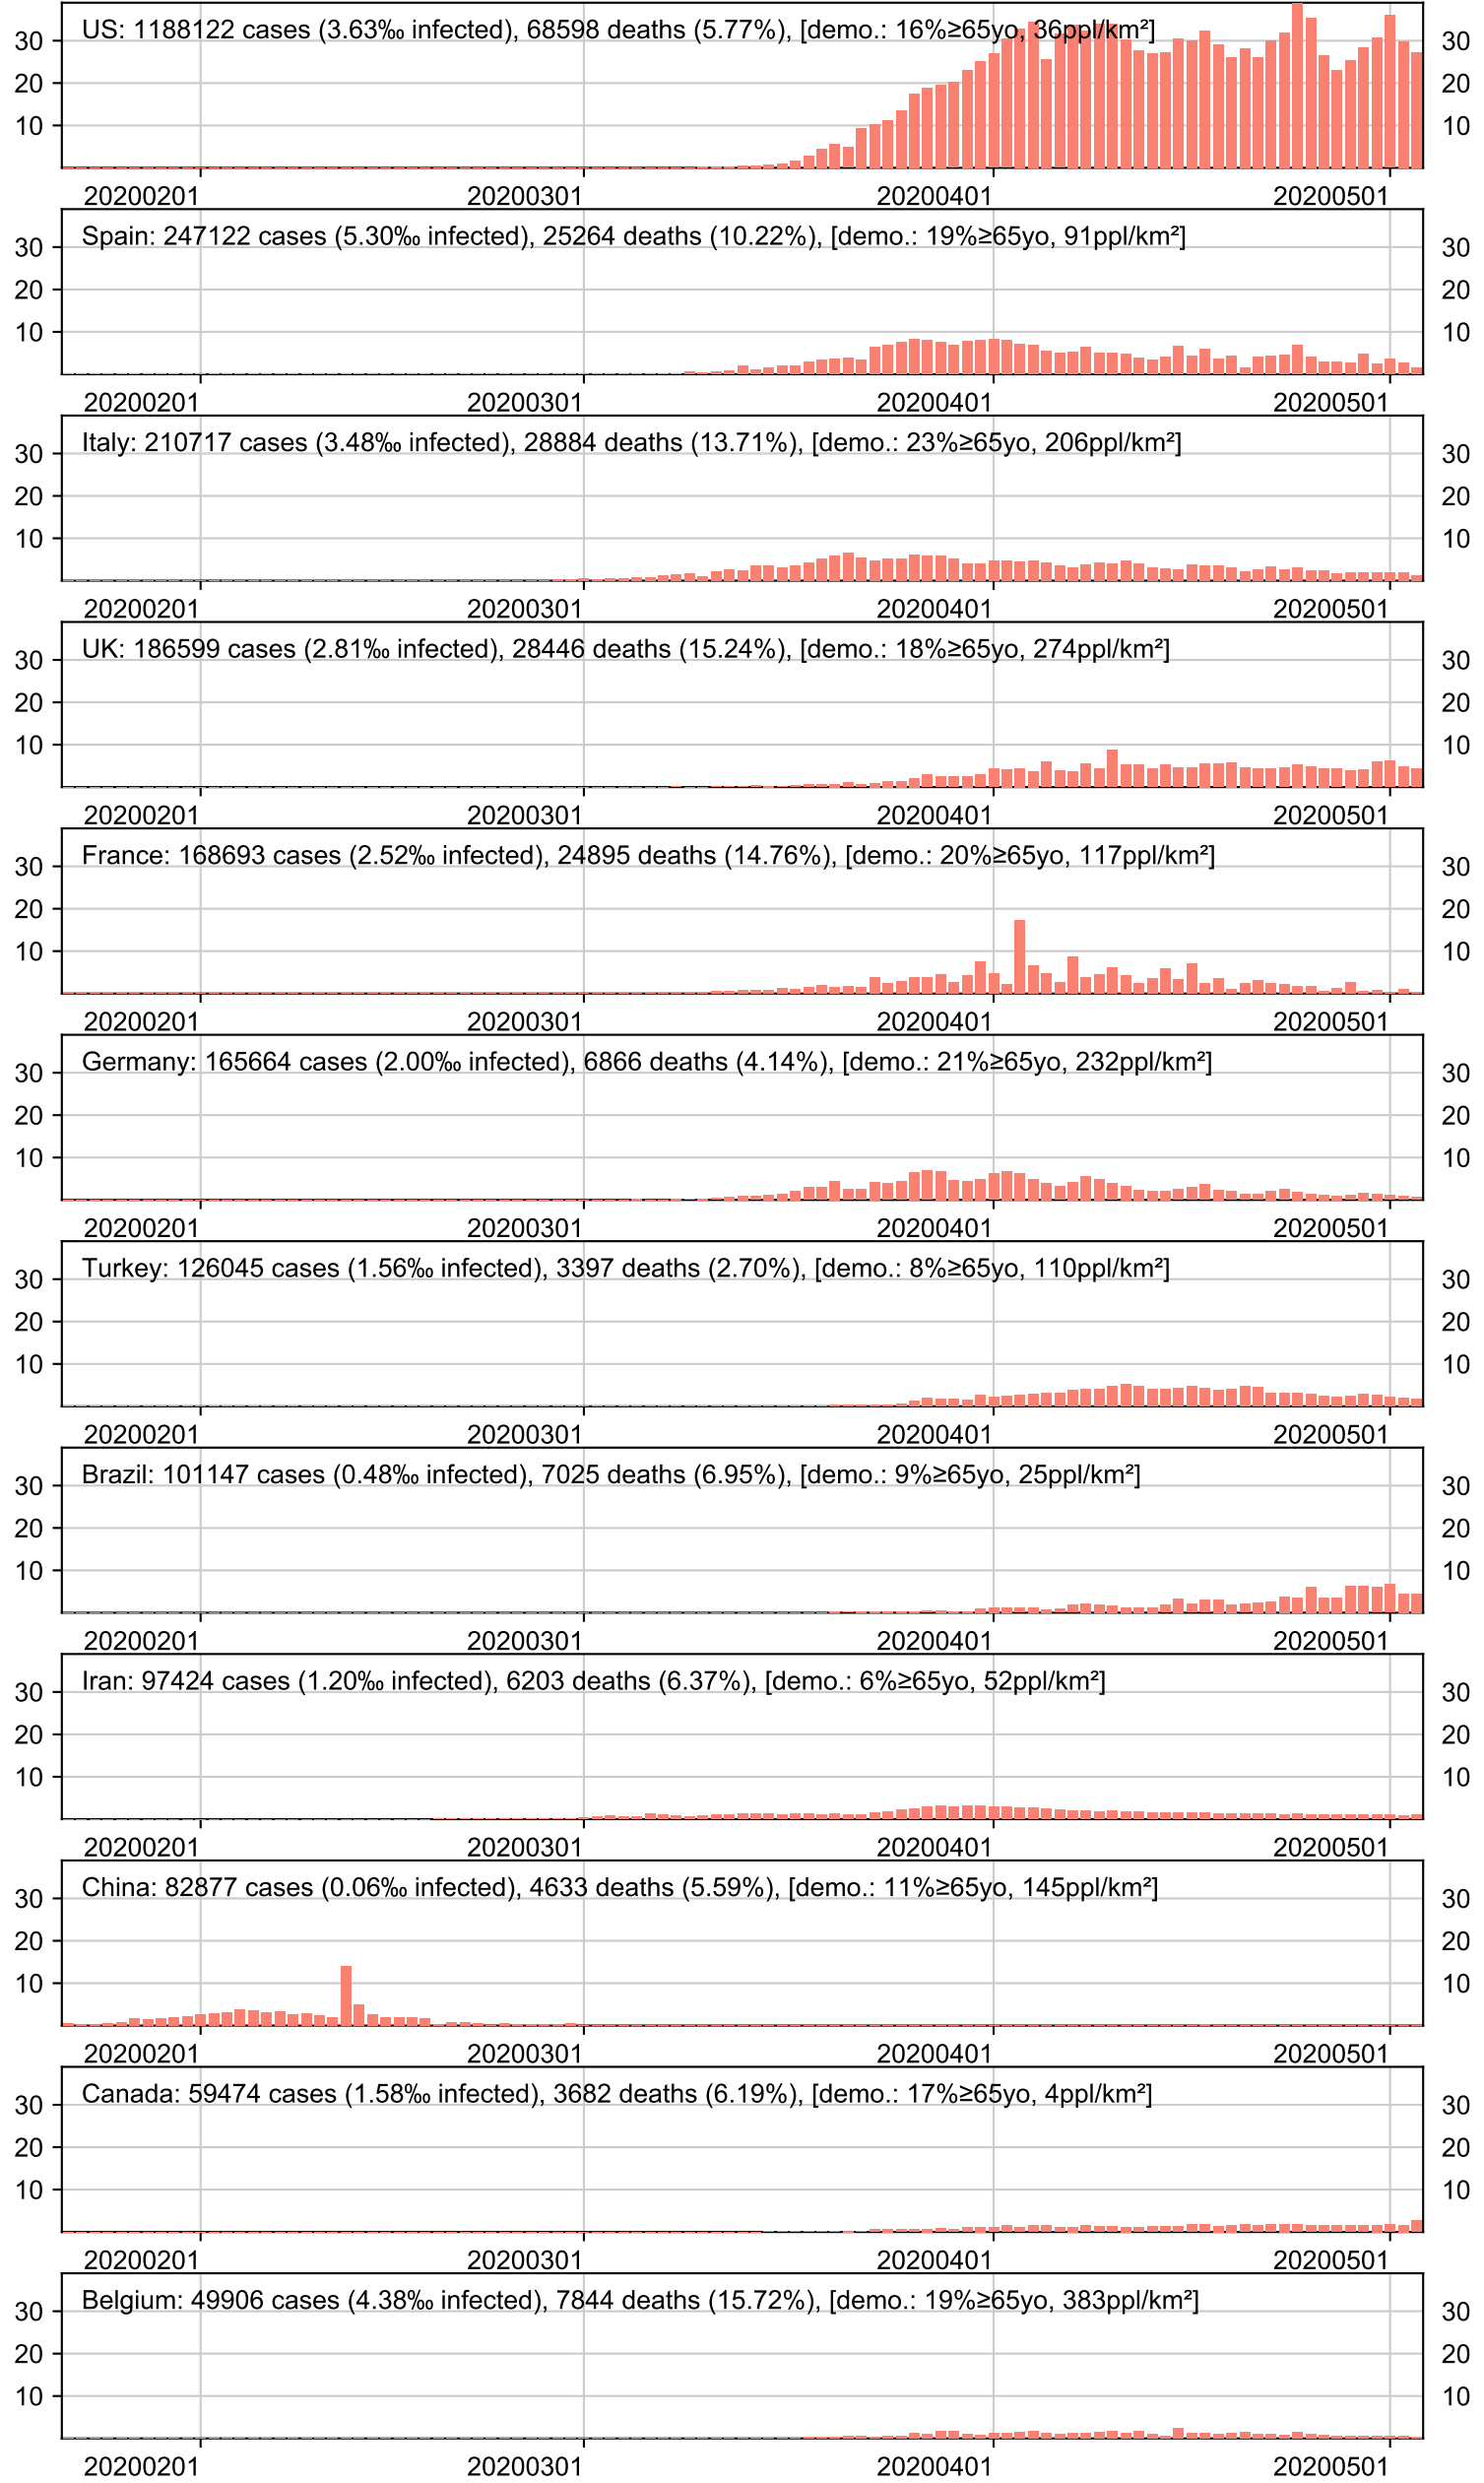 US: 1188122 cases (3.63‰ infected), 68598 deaths (5.77%), [demo.: 16%≥65yo, 36ppl/km²]
30 30
20 20
10 10
20200201 20200301 20200401 20200501
Spain: 247122 cases (5.30‰ infected), 25264 deaths (10.22%), [demo.: 19%≥65yo, 91ppl/km²]
30 30
20 20
10 10
20200201 20200301 20200401 20200501
Italy: 210717 cases (3.48‰ infected), 28884 deaths (13.71%), [demo.: 23%≥65yo, 206ppl/km²]
30 30
20 20
10 10
20200201 20200301 20200401 20200501
UK: 186599 cases (2.81‰ infected), 28446 deaths (15.24%), [demo.: 18%≥65yo, 274ppl/km²]
30 30
20 20
10 10
20200201 20200301 20200401 20200501
France: 168693 cases (2.52‰ infected), 24895 deaths (14.76%), [demo.: 20%≥65yo, 117ppl/km²]
30 30
20 20
10 10
20200201 20200301 20200401 20200501
Germany: 165664 cases (2.00‰ infected), 6866 deaths (4.14%), [demo.: 21%≥65yo, 232ppl/km²]
30 30
20 20
10 10
20200201 20200301 20200401 20200501
Turkey: 126045 cases (1.56‰ infected), 3397 deaths (2.70%), [demo.: 8%≥65yo, 110ppl/km²]
30 30
20 20
10 10
20200201 20200301 20200401 20200501
Brazil: 101147 cases (0.48‰ infected), 7025 deaths (6.95%), [demo.: 9%≥65yo, 25ppl/km²]
30 30
20 20
10 10
20200201 20200301 20200401 20200501
Iran: 97424 cases (1.20‰ infected), 6203 deaths (6.37%), [demo.: 6%≥65yo, 52ppl/km²]
30 30
20 20
10 10
20200201 20200301 20200401 20200501
China: 82877 cases (0.06‰ infected), 4633 deaths (5.59%), [demo.: 11%≥65yo, 145ppl/km²]
30 30
20 20
10 10
20200201 20200301 20200401 20200501
Canada: 59474 cases (1.58‰ infected), 3682 deaths (6.19%), [demo.: 17%≥65yo, 4ppl/km²]
30 30
20 20
10 10
20200201 20200301 20200401 20200501
Belgium: 49906 cases (4.38‰ infected), 7844 deaths (15.72%), [demo.: 19%≥65yo, 383ppl/km²]
30 30
20 20
10 10
20200201 20200301 20200401 20200501